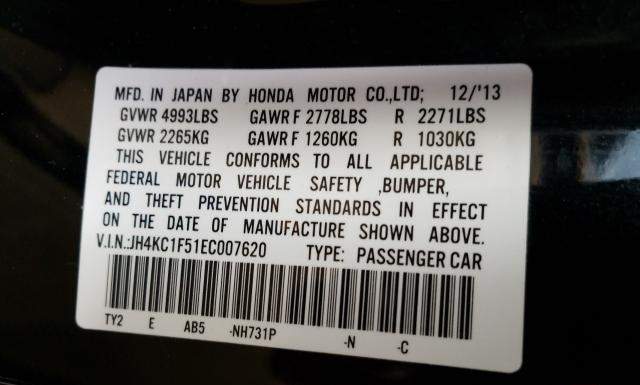 MFD. IN JAPAN BY HONDA MOTOR CO.,LTD; 12/'13
GVWR 4993LBS GAWR F 2778LBS R 2271LBS
GVWR 2265KG GAWR F 1260KG R 1030KG
THIS VEHICLE CONFORMS TO ALL APPLICABLE
FEDERAL MOTOR VEHICLE SAFETY ,BUMPER,
AND THEFT PREVENTION STANDARDS IN EFFECT
ON THE DATE OF MANUFACTURE SHOWN ABOVE.
V.I.N.:JH4KC1F51EC007620 TYPE: PASSENGER CAR
TY2 E AB5 -NH731P -N -C